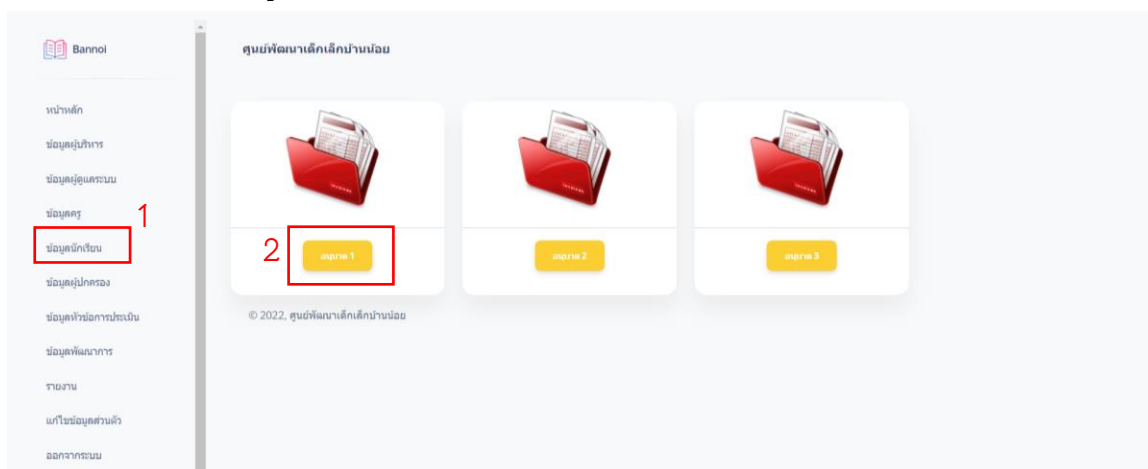 Bannoi
ศูนย์พัฒนาเด็กเล็กบ้านน้อย
หน้าหลัก
ข้อมูลผู้บริหาร
ข้อมูลผู้ดูแลระบบ
ข้อมูลครู
1
ข้อมูลนักเรียน
ข้อมูลผู้ปกครอง
ข้อมูลหัวข้อการประเมิน
ข้อมูลพัฒนาการ
รายงาน
แก้ไขข้อมูลส่วนตัว
ออกจากระบบ
2
อนุบาล 1
อนุบาล 2
อนุบาล 3
© 2022, ศูนย์พัฒนาเด็กเล็กบ้านน้อย